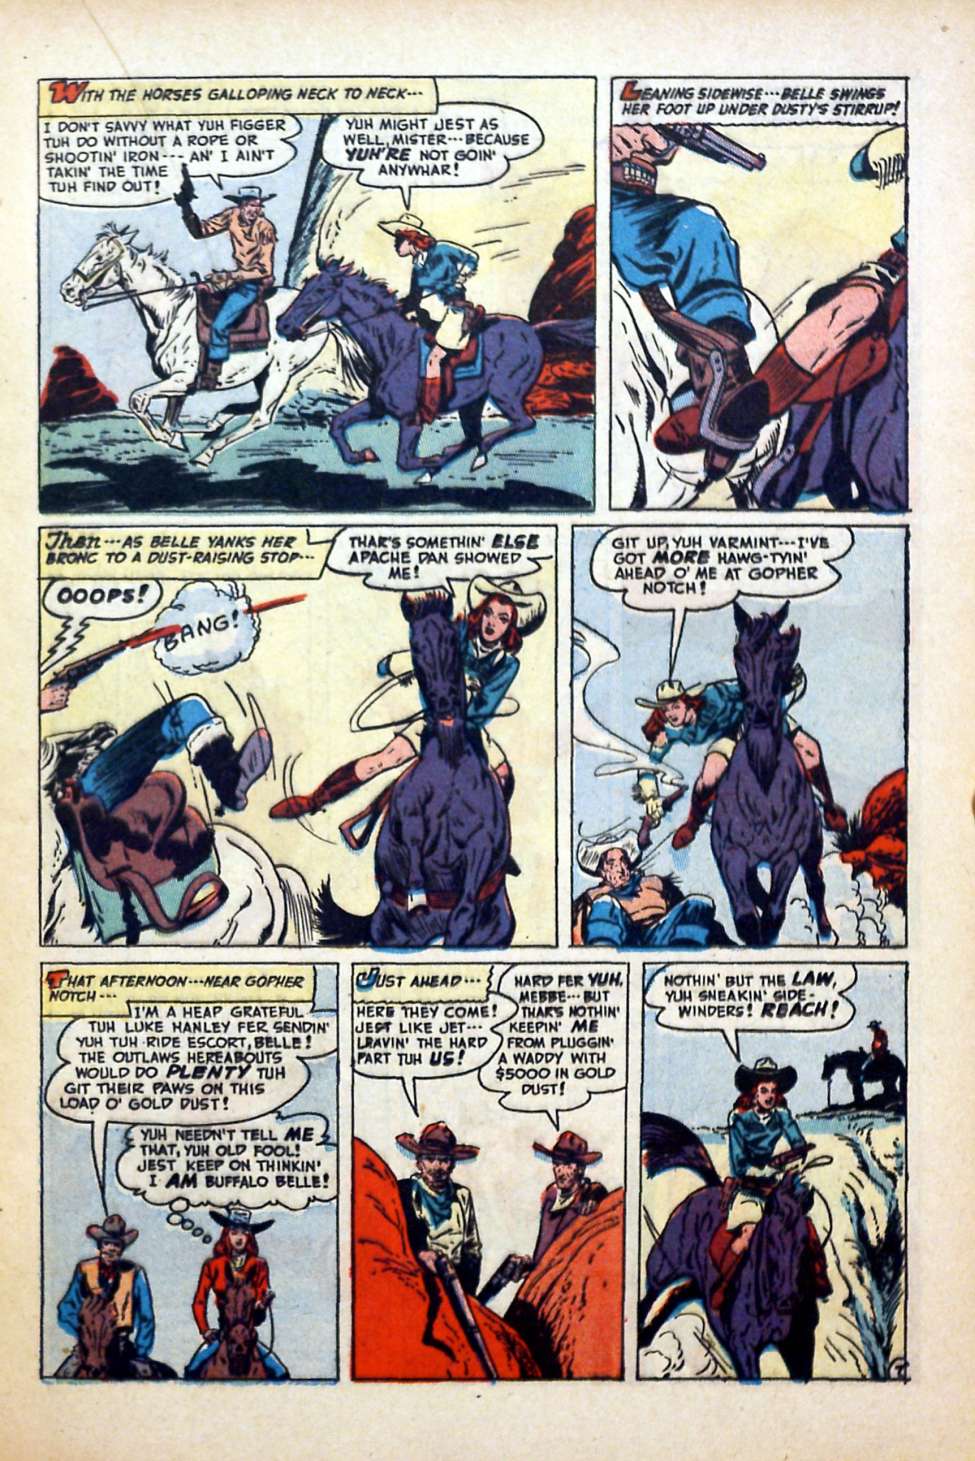 WITH THE HORSES GALLOPING NECK TO NECK---
I DON'T SAVVY WHAT YUH FIGGER
TUH DO WITHOUT A ROPE OR
SHOOTIN' IRON--- AN' I AIN'T
TAKIN' THE TIME
TUH FIND OUT!
YUH MIGHT JEST AS
WELL, MISTER---BECAUSE
YUH'RE NOT GOIN'
ANYWHAR!
LEANING SIDEWISE---BELLE SWINGS
HER FOOT UP UNDER DUSTY'S STIRRUP!
Then---AS BELLE YANKS HER
BRONC TO A DUST-RAISING STOP---
OOOPS!
BANG!
THAR'S SOMETHIN' ELSE
APACHE DAN SHOWED
ME!
GIT UP, YUH VARMINT---I'VE
GOT MORE HAWG-TYIN'
AHEAD O' ME AT GOPHER
NOTCH!
THAT AFTERNOON---NEAR GOPHER
NOTCH---
I'M A HEAP GRATEFUL
TUH LUKE HANLEY FER SENDIN'
YUH TUH RIDE ESCORT, BELLE!
THE OUTLAWS HEREABOUTS
WOULD DO PLENTY TUH
GIT THEIR PAWS ON THIS
LOAD O' GOLD DUST!
YUH NEEDN'T TELL ME
THAT, YUH OLD FOOL!
JEST KEEP ON THINKIN'
I AM BUFFALO BELLE!
JUST AHEAD---
HERE THEY COME!
JEST LIKE JET---
LEAVIN' THE HARD
PART TUH US!
HARD FER YUH,
MEBBE---BUT
THAR'S NOTHIN'
KEEPIN' ME
FROM PLUGGIN'
A WADDY WITH
$5000 IN GOLD
DUST!
NOTHIN' BUT THE LAW,
YUH SNEAKIN' SIDE-
WINDERS! REACH!